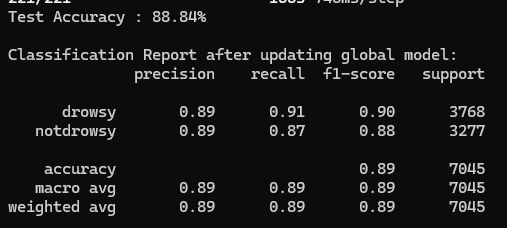 Test Accuracy : 88.84%
Classification Report after updating global model:
precision recall f1-score support
drowsy 0.89 0.91 0.90 3768
notdrowsy 0.89 0.87 0.88 3277
accuracy 0.89 7045
macro avg 0.89 0.89 0.89 7045
weighted avg 0.89 0.89 0.89 7045